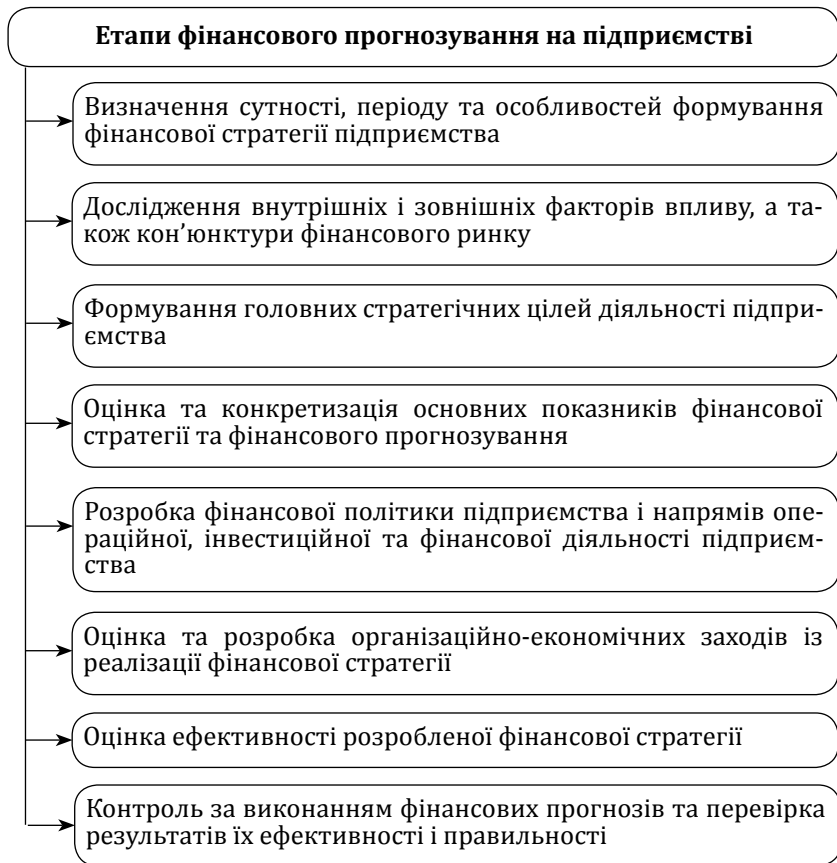 Етапи фінансового прогнозування на підприємстві
Визначення сутності, періоду та особливостей формування
фінансової стратегії підприємства
Дослідження внутрішніх і зовнішніх факторів впливу, а та-
кож кон’юнктури фінансового ринку
Формування головних стратегічних цілей діяльності підпри-
ємства
Оцінка та конкретизація основних показників фінансової
стратегії та фінансового прогнозування
Розробка фінансової політики підприємства і напрямів опе-
раційної, інвестиційної та фінансової діяльності підприєм-
ства
Оцінка та розробка організаційно-економічних заходів із
реалізації фінансової стратегії
Оцінка ефективності розробленої фінансової стратегії
Контроль за виконанням фінансових прогнозів та перевірка
результатів їх ефективності і правильності